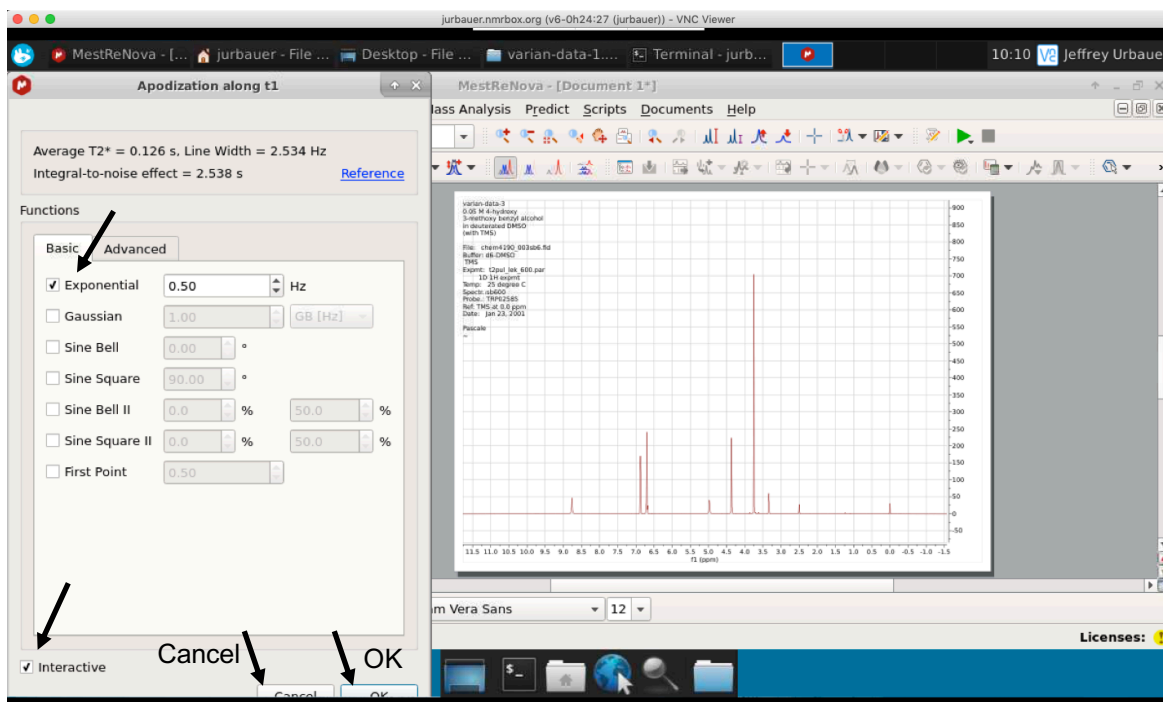 jurbauer.nmrbox.org (v6-0h24:27 (jurbauer)) - VNC Viewer
MestReNova - [... jurbauer - File ... Desktop - File ... varian-data-1.... Terminal - jurb... 10:10 Jeffrey Urbaue
Apodization along t1
MestReNova - [Document 1*]
lass Analysis Predict Scripts Documents Help
Average T2* = 0.126 s, Line Width = 2.534 Hz
Integral-to-noise effect = 2.538 s Reference
Functions
Basic Advanced
Exponential 0.50 Hz
Gaussian 1.00 GB [Hz]
Sine Bell 0.00 °
Sine Square 90.00 °
Sine Bell II 0.0 % 50.0 %
Sine Square II 0.0 % 50.0 %
First Point 0.50
Interactive
Cancel OK
Cancel OK
varian-data-3
0.05 M 4-hydroxy
3-methoxy benzyl alcohol
in deuterated DMSO
(with TMS)
File: chem4190_003sb6.fid
Buffer: d6-DMSO
TMS
Expmt: t2pul_lek_600.par
1D 1H expmt
Temp: 25 degree C
Spectr.:sb600
Probe.: TRPE2585
Ref: TMS at 0.0 ppm
Date: Jan 23, 2001
Pascale
~
900
850
800
750
700
650
600
550
500
450
400
350
300
250
200
150
100
50
0
-50
11.5 11.0 10.5 10.0 9.5 9.0 8.5 8.0 7.5 7.0 6.5 6.0 5.5 5.0 4.5 4.0 3.5 3.0 2.5 2.0 1.5 1.0 0.5 0.0 -0.5 -1.0 -1.5
f1 (ppm)
m Vera Sans 12
Licenses: